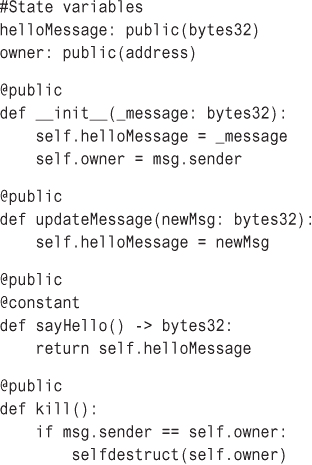 #State variables
helloMessage: public(bytes32)
owner: public(address)
@public
def __init__(_message: bytes32):
    self.helloMessage = _message
    self.owner = msg.sender
@public
def updateMessage(newMsg: bytes32):
    self.helloMessage = newMsg
@public
@constant
def sayHello() -> bytes32:
    return self.helloMessage
@public
def kill():
    if msg.sender == self.owner:
        selfdestruct(self.owner)